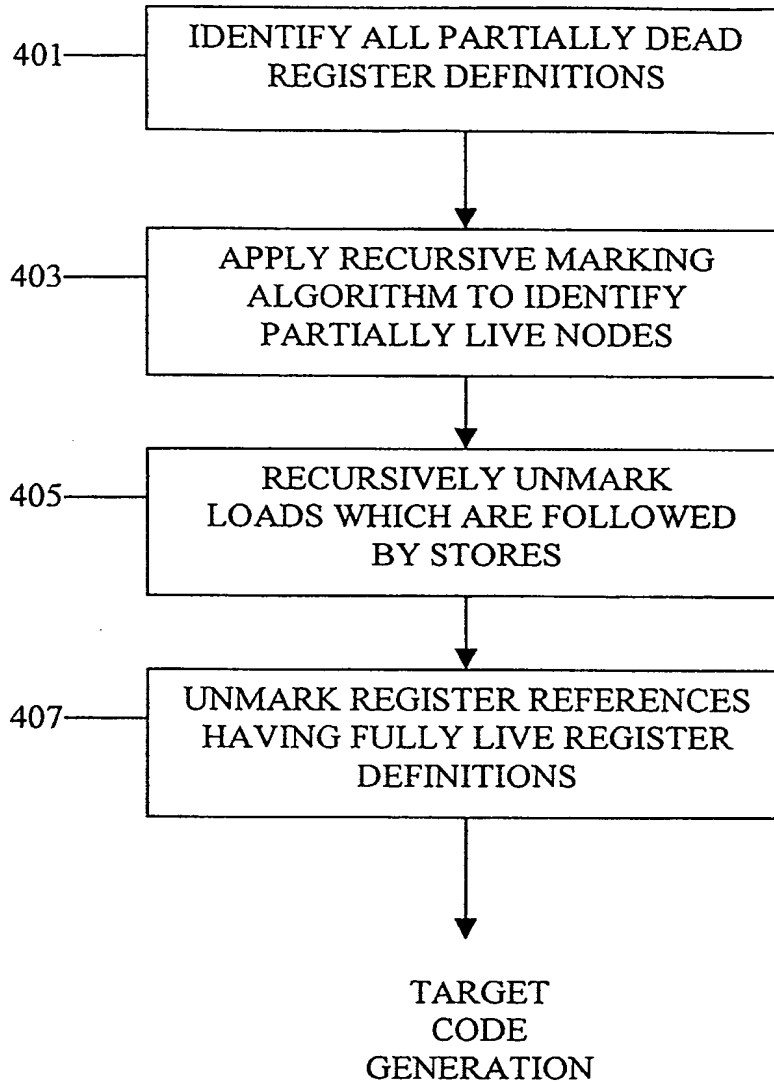 401
IDENTIFY ALL PARTIALLY DEAD
REGISTER DEFINITIONS
403
APPLY RECURSIVE MARKING
ALGORITHM TO IDENTIFY
PARTIALLY LIVE NODES
405
RECURSIVELY UNMARK
LOADS WHICH ARE FOLLOWED
BY STORES
407
UNMARK REGISTER REFERENCES
HAVING FULLY LIVE REGISTER
DEFINITIONS
TARGET
CODE
GENERATION